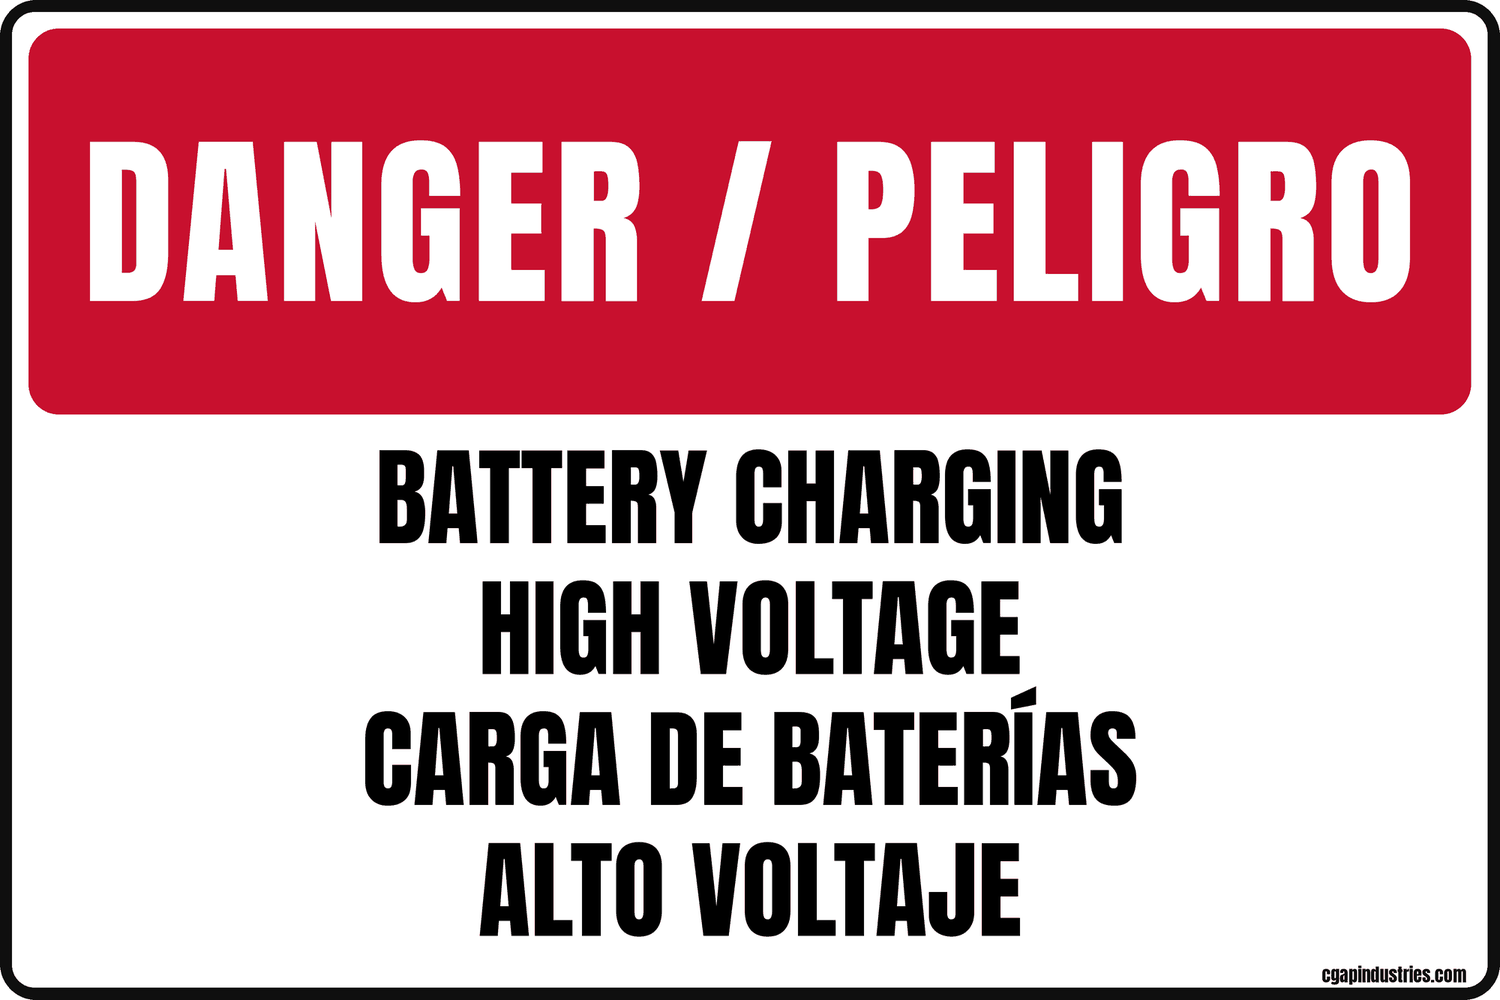 DANGER / PELIGRO
BATTERY CHARGING
HIGH VOLTAGE
CARGA DE BATERÍAS
ALTO VOLTAJE
cgapindustries.com